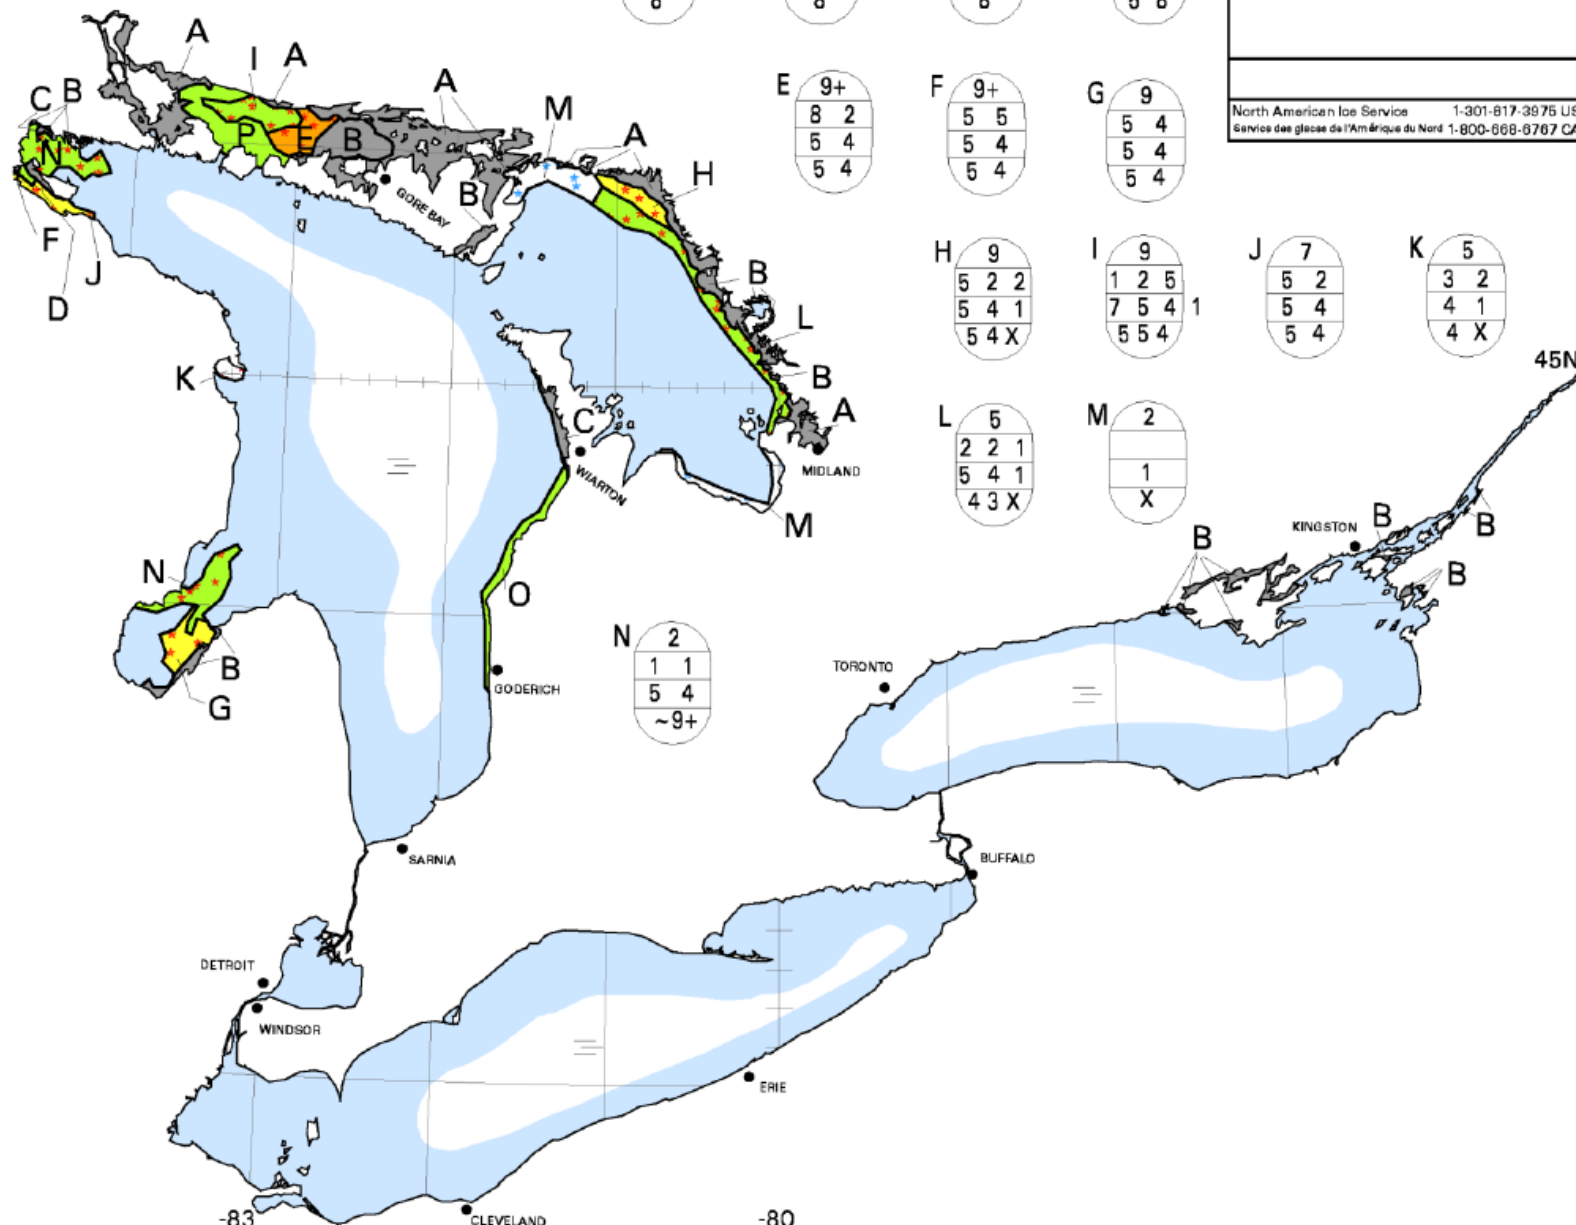 North American Ice Service 1-301-817-3975 US
Service des glaces de l'Amérique du Nord 1-800-668-6767 CA
A
I
A
A
C
B
M
A
P
E
B
N
B
H
GORE BAY
F
J
D
B
L
K
B
A
C
WIARTON
MIDLAND
M
N
O
B
G
GODERICH
SARNIA
DETROIT
WINDSOR
E
9+
8 2
5 4
5 4
F
9+
5 5
5 4
5 4
G
9
5 4
5 4
5 4
H
9
5 2 2
5 4 1
5 4 X
I
9
1 2 5
7 5 4 1
5 5 4
J
7
5 2
5 4
5 4
K
5
3 2
4 1
4 X
L
5
2 2 1
5 4 1
4 3 X
M
2
1
X
N
2
1 1
5 4
~9+
45N
KINGSTON
B
B
B
B
TORONTO
BUFFALO
ERIE
CLEVELAND
-83
-80